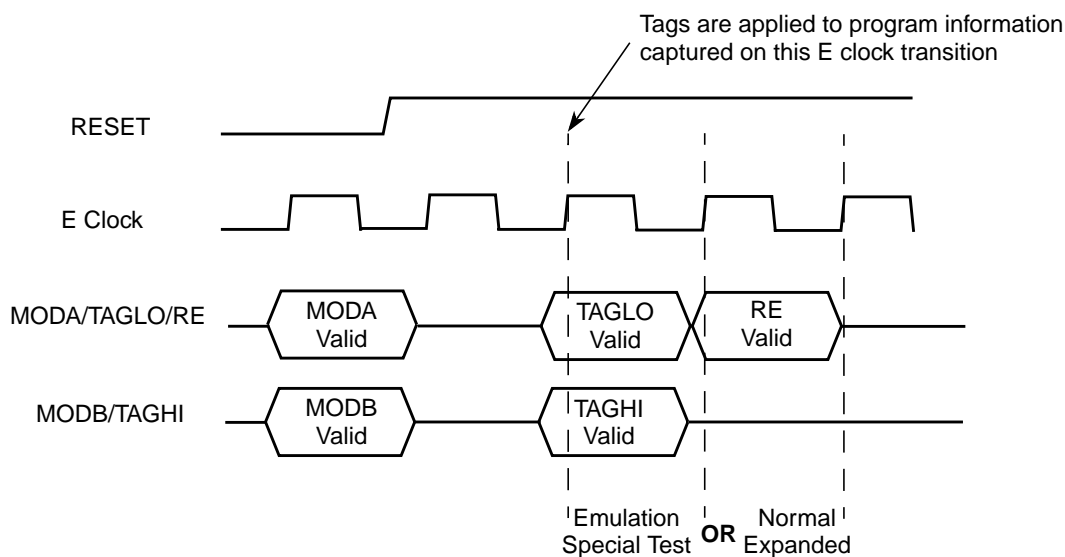 Tags are applied to program information
captured on this E clock transition
RESET
E Clock
MODA/TAGLO/RE
MODA
Valid
TAGLO
Valid
RE
Valid
MODB/TAGHI
MODB
Valid
TAGHI
Valid
Emulation
Special Test
OR
Normal
Expanded